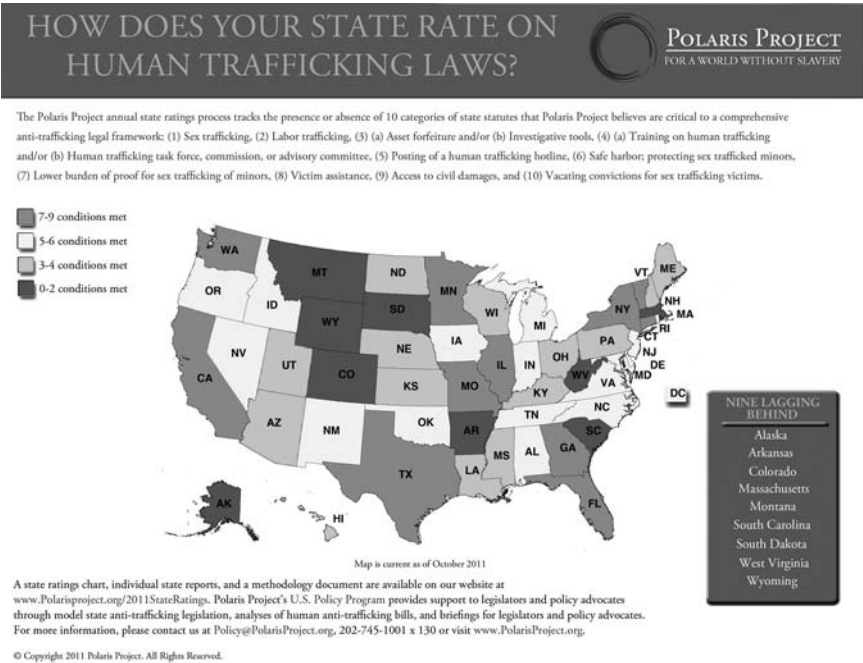 HOW DOES YOUR STATE RATE ON
HUMAN TRAFFICKING LAWS?
POLARIS PROJECT
FOR A WORLD WITHOUT SLAVERY
The Polaris Project annual state ratings process tracks the presence or absence of 10 categories of state statutes that Polaris Project believes are critical to a comprehensive
anti-trafficking legal framework: (1) Sex trafficking, (2) Labor trafficking, (3) (a) Asset forfeiture and/or (b) Investigative tools, (4) (a) Training on human trafficking
and/or (b) Human trafficking task force, commission, or advisory committee, (5) Posting of a human trafficking hotline, (6) Safe harbor; protecting sex trafficked minors,
(7) Lower burden of proof for sex trafficking of minors, (8) Victim assistance, (9) Access to civil damages, and (10) Vacating convictions for sex trafficking victims.
7-9 conditions met
5-6 conditions met
3-4 conditions met
0-2 conditions met
WA
MT
ND
MN
VT
ME
OR
ID
SD
WI
NY
NH
MA
WY
MI
RI
CT
NV
NE
IA
PA
NJ
DE
MD
UT
CO
IL
IN
OH
WV
VA
CA
KS
MO
KY
DC
AZ
NM
OK
AR
TN
NC
SC
TX
LA
MS
AL
GA
FL
AK
HI
NINE LAGGING
BEHIND
Alaska
Arkansas
Colorado
Massachusetts
Montana
South Carolina
South Dakota
West Virginia
Wyoming
Map is current as of October 2011
A state ratings chart, individual state reports, and a methodology document are available on our website at
www.Polarisproject.org/2011StateRatings. Polaris Project's U.S. Policy Program provides support to legislators and policy advocates
through model state anti-trafficking legislation, analyses of human anti-trafficking bills, and briefings for legislators and policy advocates.
For more information, please contact us at Policy@PolarisProject.org, 202-745-1001 x 130 or visit www.PolarisProject.org.
© Copyright 2011 Polaris Project. All Rights Reserved.